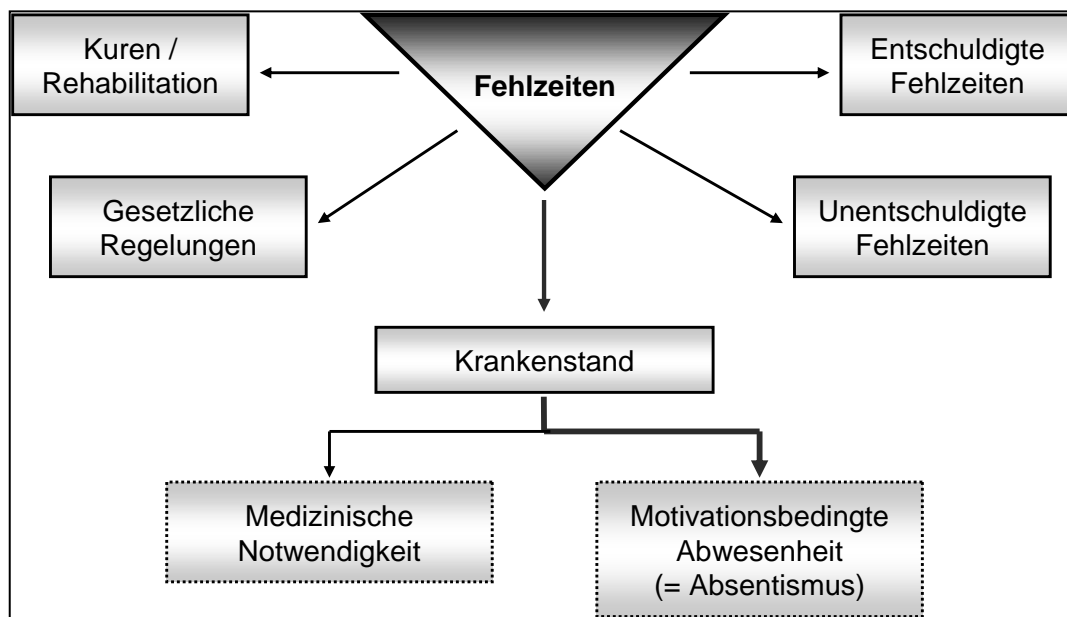 Kuren /
Rehabilitation
Fehlzeiten
Entschuldigte
Fehlzeiten
Gesetzliche
Regelungen
Unentschuldigte
Fehlzeiten
Krankenstand
Medizinische
Notwendigkeit
Motivationsbedingte
Abwesenheit
(= Absentismus)